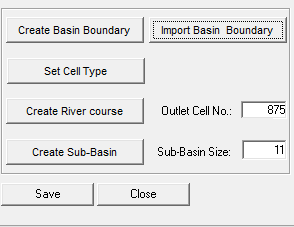 Create Basin Boundary Import Basin Boundary
Set Cell Type
Create River course Outlet Cell No.: 875
Create Sub-Basin Sub-Basin Size: 11
Save Close